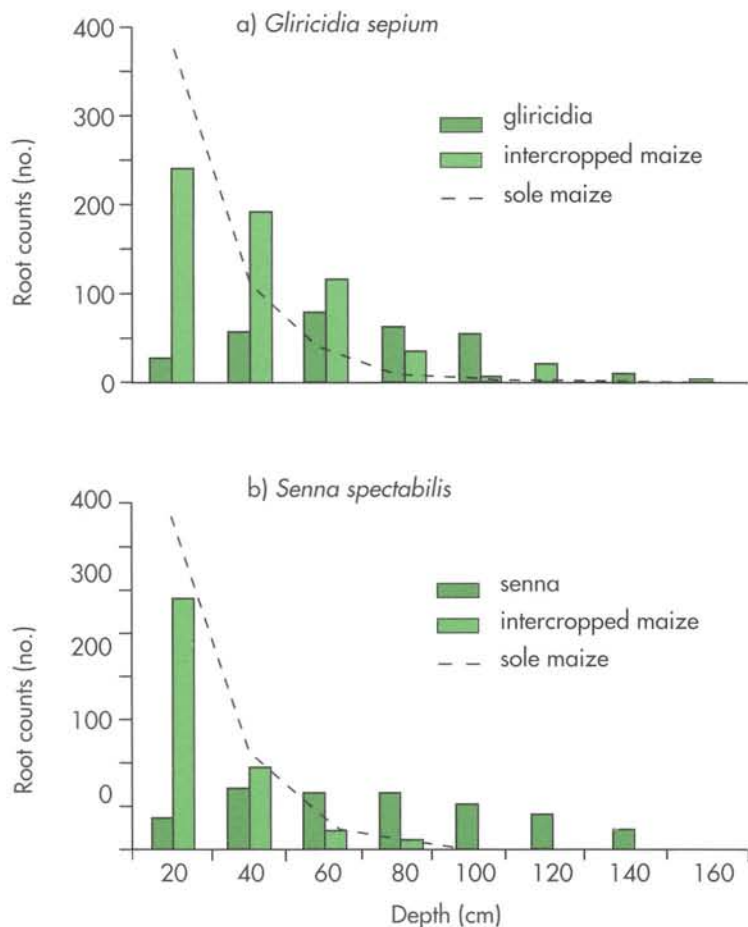 a) Gliricidia sepium
400
300
200
100
0
Root counts (no.)
gliricidia
intercropped maize
sole maize
b) Senna spectabilis
400
300
200
100
0
Root counts (no.)
senna
intercropped maize
sole maize
20 40 60 80 100 120 140 160
Depth (cm)